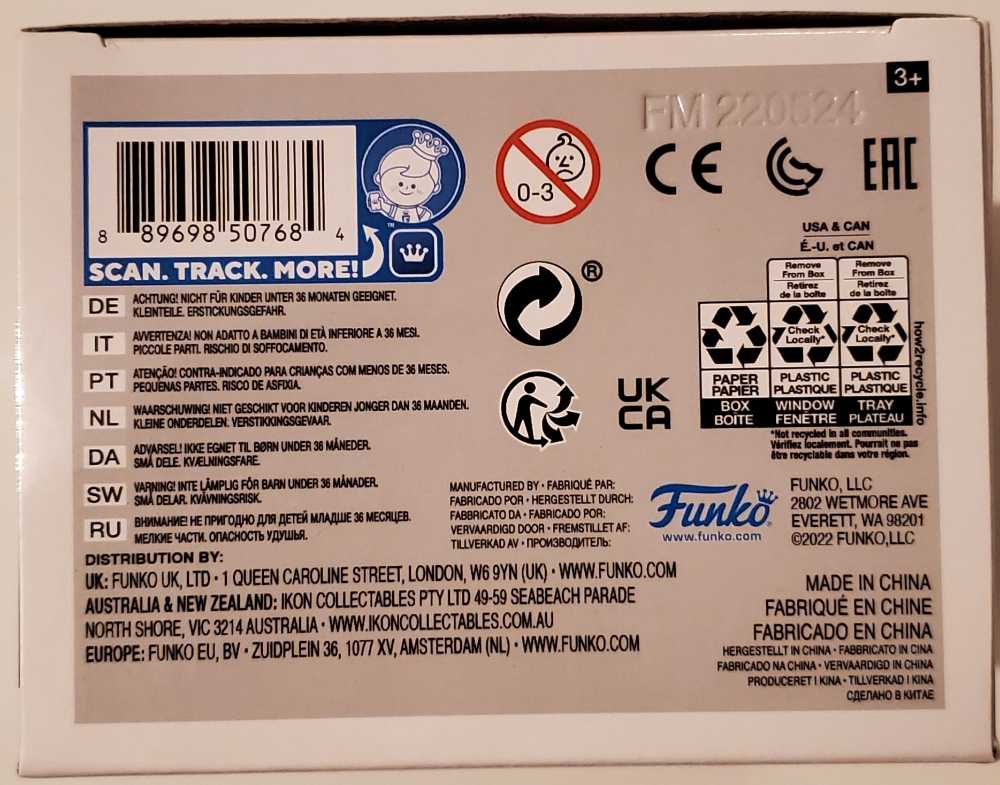 3+
FM 220524
8 89698 50768 4
SCAN. TRACK. MORE!
™
0-3
CE
EAC
®
UK
CA
USA & CAN
É.-U. et CAN
Remove
From Box
Retirez
de la boîte
Remove
From Box
Retirez
de la boîte
Check
Locally*
Check
Locally*
PAPER
PAPIER
PLASTIC
PLASTIQUE
PLASTIC
PLASTIQUE
BOX
BOÎTE
WINDOW
FENÊTRE
TRAY
PLATEAU
how2recycle.info
*Not recycled in all communities.
Vérifiez localement. Pourrait ne pas
être recyclable dans votre région.
DE ACHTUNG! NICHT FÜR KINDER UNTER 36 MONATEN GEEIGNET.
KLEINTEILE. ERSTICKUNGSGEFAHR.
IT AVVERTENZA! NON ADATTO A BAMBINI DI ETÀ INFERIORE A 36 MESI.
PICCOLE PARTI. RISCHIO DI SOFFOCAMENTO.
PT ATENÇÃO! CONTRA-INDICADO PARA CRIANÇAS COM MENOS DE 36 MESES.
PEQUENAS PARTES. RISCO DE ASFIXIA.
NL WAARSCHUWING! NIET GESCHIKT VOOR KINDEREN JONGER DAN 36 MAANDEN.
KLEINE ONDERDELEN. VERSTIKKINGSGEVAAR.
DA ADVARSEL! IKKE EGNET TIL BØRN UNDER 36 MÅNEDER.
SMÅ DELE. KVÆLNINGSFARE.
SW VARNING! INTE LÄMPLIG FÖR BARN UNDER 36 MÅNADER.
SMÅ DELAR. KVÄVNINGSRISK.
RU ВНИМАНИЕ! НЕ ПРИГОДНО ДЛЯ ДЕТЕЙ МЛАДШЕ 36 МЕСЯЦЕВ.
МЕЛКИЕ ЧАСТИ. ОПАСНОСТЬ УДУШЬЯ.
MANUFACTURED BY • FABRIQUÉ PAR:
FABRICADO POR • HERGESTELLT DURCH:
FABBRICATO DA • FABRICADO POR:
VERVAARDIGD DOOR • FREMSTILLET AF:
TILLVERKAD AV • ПРОИЗВОДИТЕЛЬ:
Funko®
www.funko.com
FUNKO, LLC
2802 WETMORE AVE
EVERETT, WA 98201
©2022 FUNKO,LLC
DISTRIBUTION BY:
UK: FUNKO UK, LTD • 1 QUEEN CAROLINE STREET, LONDON, W6 9YN (UK) • WWW.FUNKO.COM
AUSTRALIA & NEW ZEALAND: IKON COLLECTABLES PTY LTD 49-59 SEABEACH PARADE
NORTH SHORE, VIC 3214 AUSTRALIA • WWW.IKONCOLLECTABLES.COM.AU
EUROPE: FUNKO EU, BV • ZUIDPLEIN 36, 1077 XV, AMSTERDAM (NL) • WWW.FUNKO.COM
MADE IN CHINA
FABRIQUÉ EN CHINE
FABRICADO EN CHINA
HERGESTELLT IN CHINA • FABBRICATO IN CINA
FABRICADO NA CHINA • VERVAARDIGD IN CHINA
PRODUCERET I KINA • TILLVERKAD I KINA
СДЕЛАНО В КИТАЕ